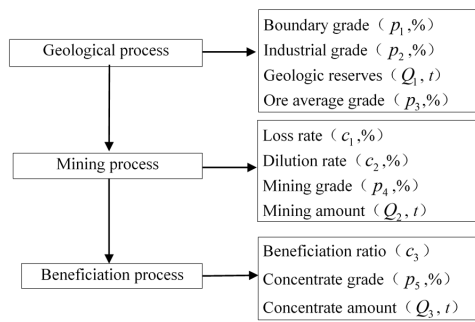 Geological process
Boundary grade ( p₁,%)
Industrial grade ( p₂,%)
Geologic reserves ( Q₁, t )
Ore average grade ( p₃,%)
Mining process
Loss rate ( c₁,%)
Dilution rate ( c₂,%)
Mining grade ( p₄,%)
Mining amount ( Q₂, t )
Beneficiation process
Beneficiation ratio ( c₃ )
Concentrate grade ( p₅,%)
Concentrate amount ( Q₃, t )